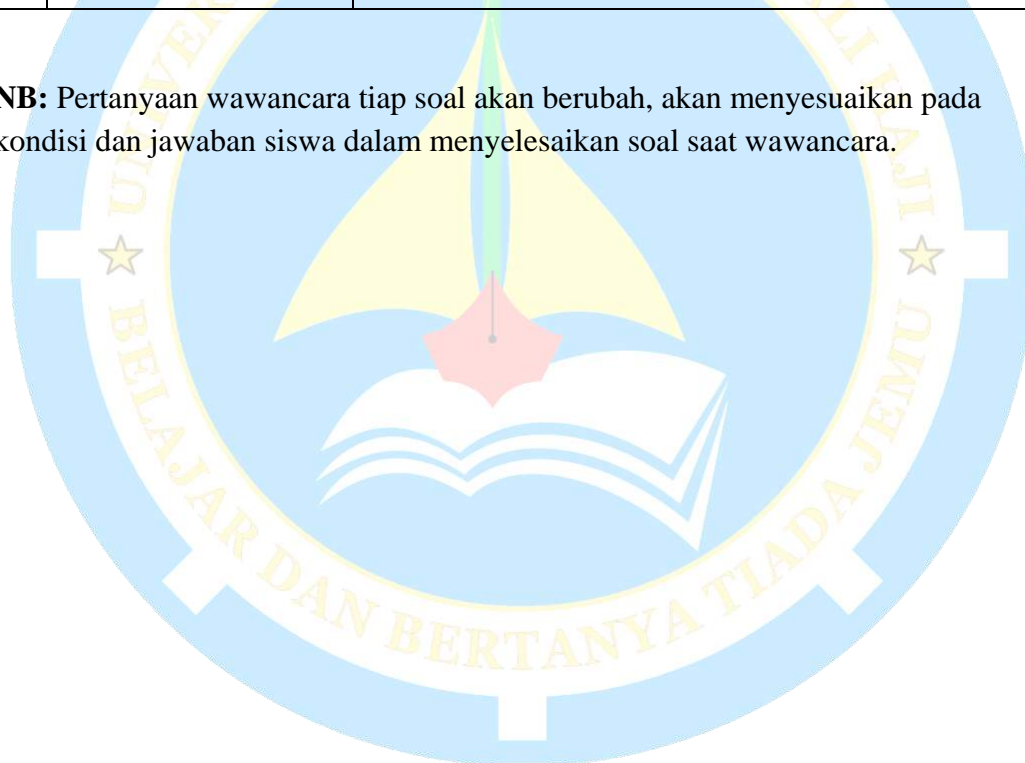 NB: Pertanyaan wawancara tiap soal akan berubah, akan menyesuaikan pada
kondisi dan jawaban siswa dalam menyelesaikan soal saat wawancara.
BELAJAR DAN BERTANYA TIADA JEMU